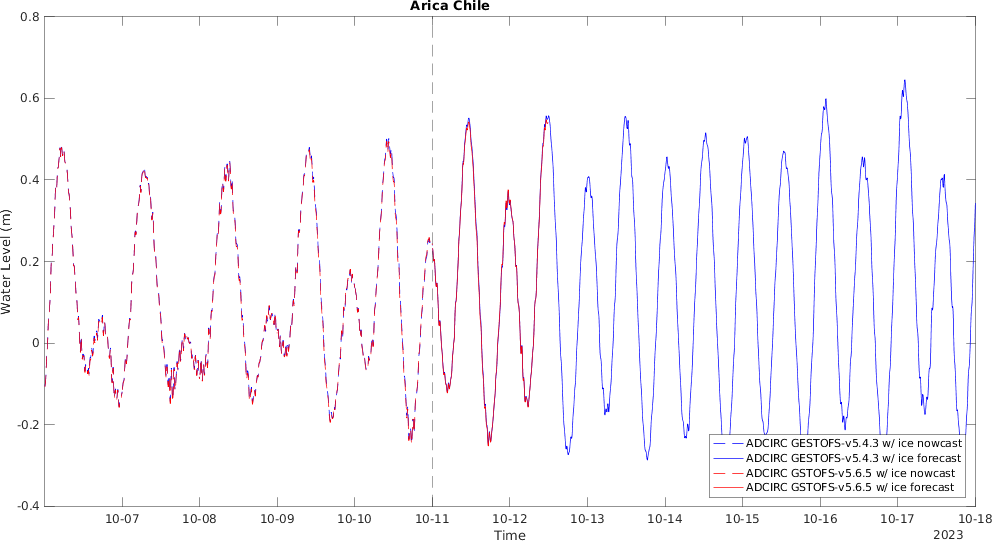 Arica Chile
0.8
0.6
0.4
0.2
0
-0.2
-0.4
Water Level (m)
10-07 10-08 10-09 10-10 10-11 10-12 10-13 10-14 10-15 10-16 10-17 10-18
Time
2023
ADCIRC GESTOFS-v5.4.3 w/ ice nowcast
ADCIRC GESTOFS-v5.4.3 w/ ice forecast
ADCIRC GSTOFS-v5.6.5 w/ ice nowcast
ADCIRC GSTOFS-v5.6.5 w/ ice forecast